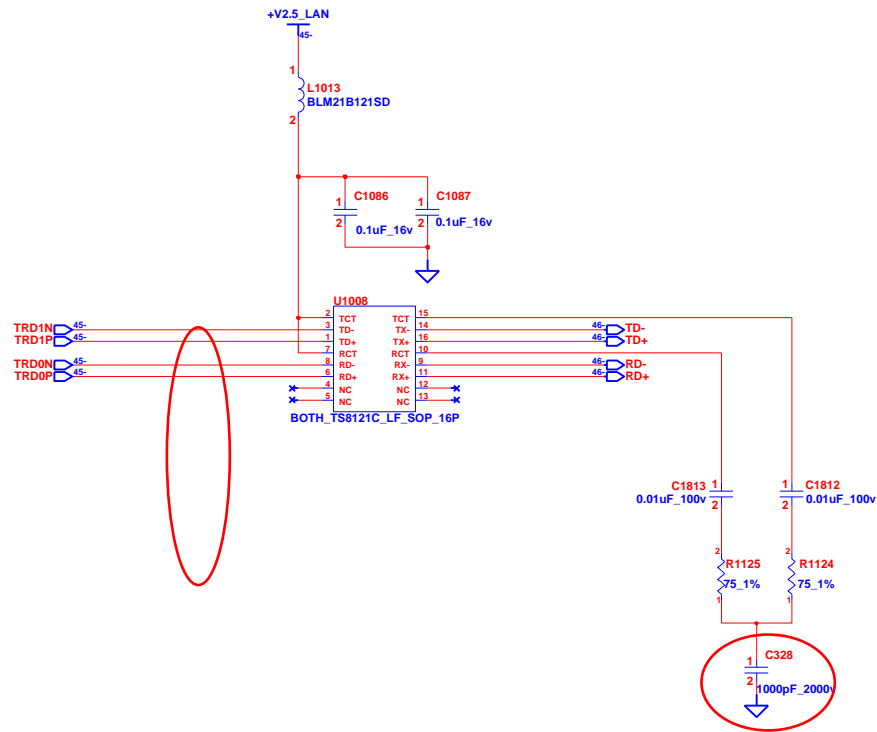 +V2.5_LAN
45-
1
L1013
BLM21B121SD
2
C1086
C1087
1
1
2
2
0.1uF_16v
0.1uF_16v
U1008
2 TCT TCT 15
TRD1N 45- 3 TD- TX- 14 46- TD-
TRD1P 45- 1 TD+ TX+ 16 46- TD+
7 RCT RCT 10
TRD0N 45- 8 RD- RX- 9 46- RD-
TRD0P 45- 6 RD+ RX+ 11 46- RD+
4 NC NC 12
5 NC NC 13
BOTH_TS8121C_LF_SOP_16P
C1813 1
0.01uF_100v 2
1 C1812
2 0.01uF_100v
2
R1125
75_1%
1
2
R1124
75_1%
1
C328
1
2
1000pF_2000v